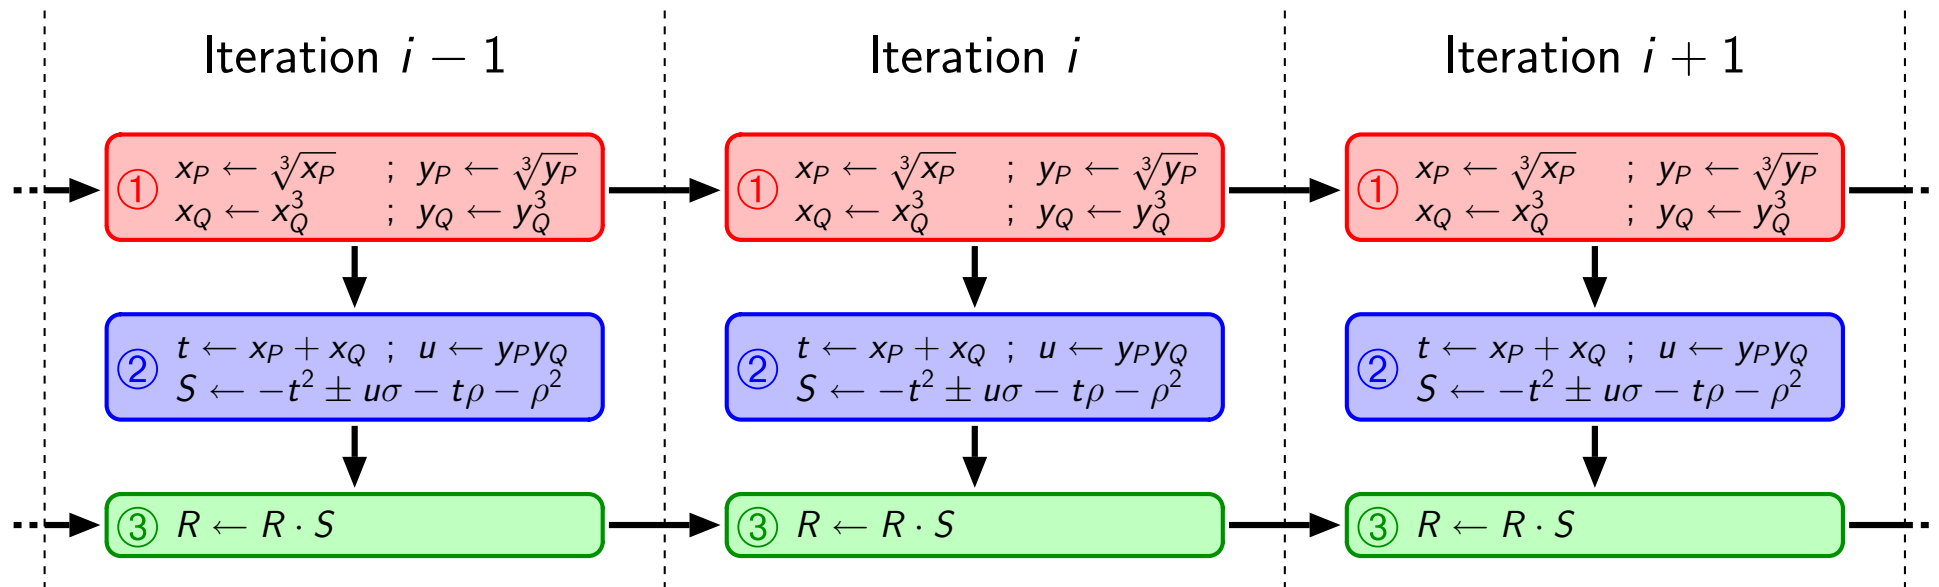 Iteration i − 1
① x_P ← ∛x_P ; y_P ← ∛y_P
x_Q ← x_Q^3 ; y_Q ← y_Q^3
② t ← x_P + x_Q ; u ← y_P y_Q
S ← −t^2 ± uσ − tρ − ρ^2
③ R ← R · S
Iteration i
① x_P ← ∛x_P ; y_P ← ∛y_P
x_Q ← x_Q^3 ; y_Q ← y_Q^3
② t ← x_P + x_Q ; u ← y_P y_Q
S ← −t^2 ± uσ − tρ − ρ^2
③ R ← R · S
Iteration i + 1
① x_P ← ∛x_P ; y_P ← ∛y_P
x_Q ← x_Q^3 ; y_Q ← y_Q^3
② t ← x_P + x_Q ; u ← y_P y_Q
S ← −t^2 ± uσ − tρ − ρ^2
③ R ← R · S